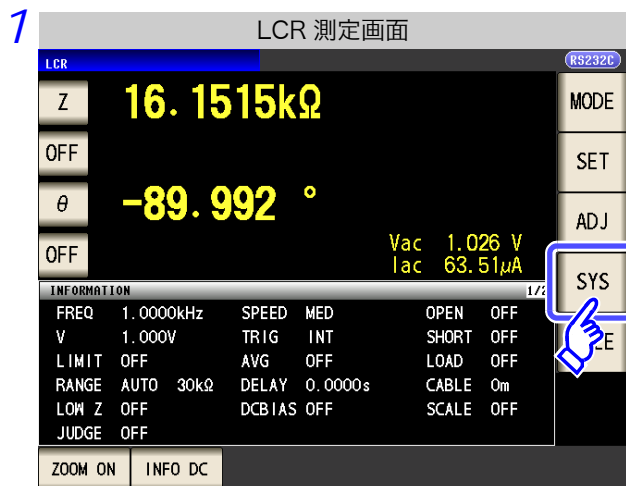 1
LCR 測定画面
LCR
RS232C
Z 16.1515kΩ
OFF
θ -89.992 °
OFF
Vac 1.026 V
Iac 63.51μA
MODE
SET
ADJ
SYS
INFORMATION 1/2
FREQ 1.0000kHz SPEED MED OPEN OFF
V 1.000V TRIG INT SHORT OFF
LIMIT OFF AVG OFF LOAD OFF
RANGE AUTO 30kΩ DELAY 0.0000s CABLE 0m
LOW Z OFF DCBIAS OFF SCALE OFF
JUDGE OFF
ZOOM ON INFO DC